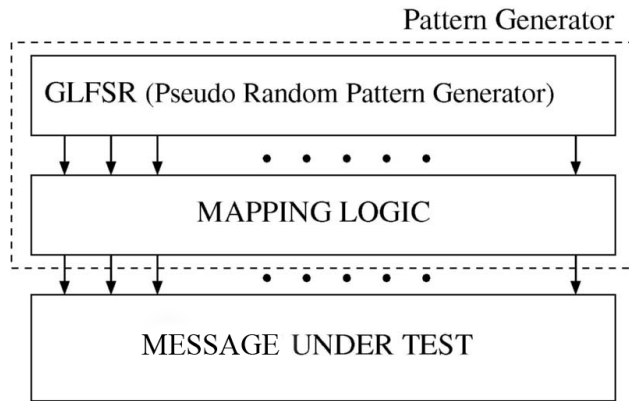 Pattern Generator
GLFSR (Pseudo Random Pattern Generator)
MAPPING LOGIC
MESSAGE UNDER TEST